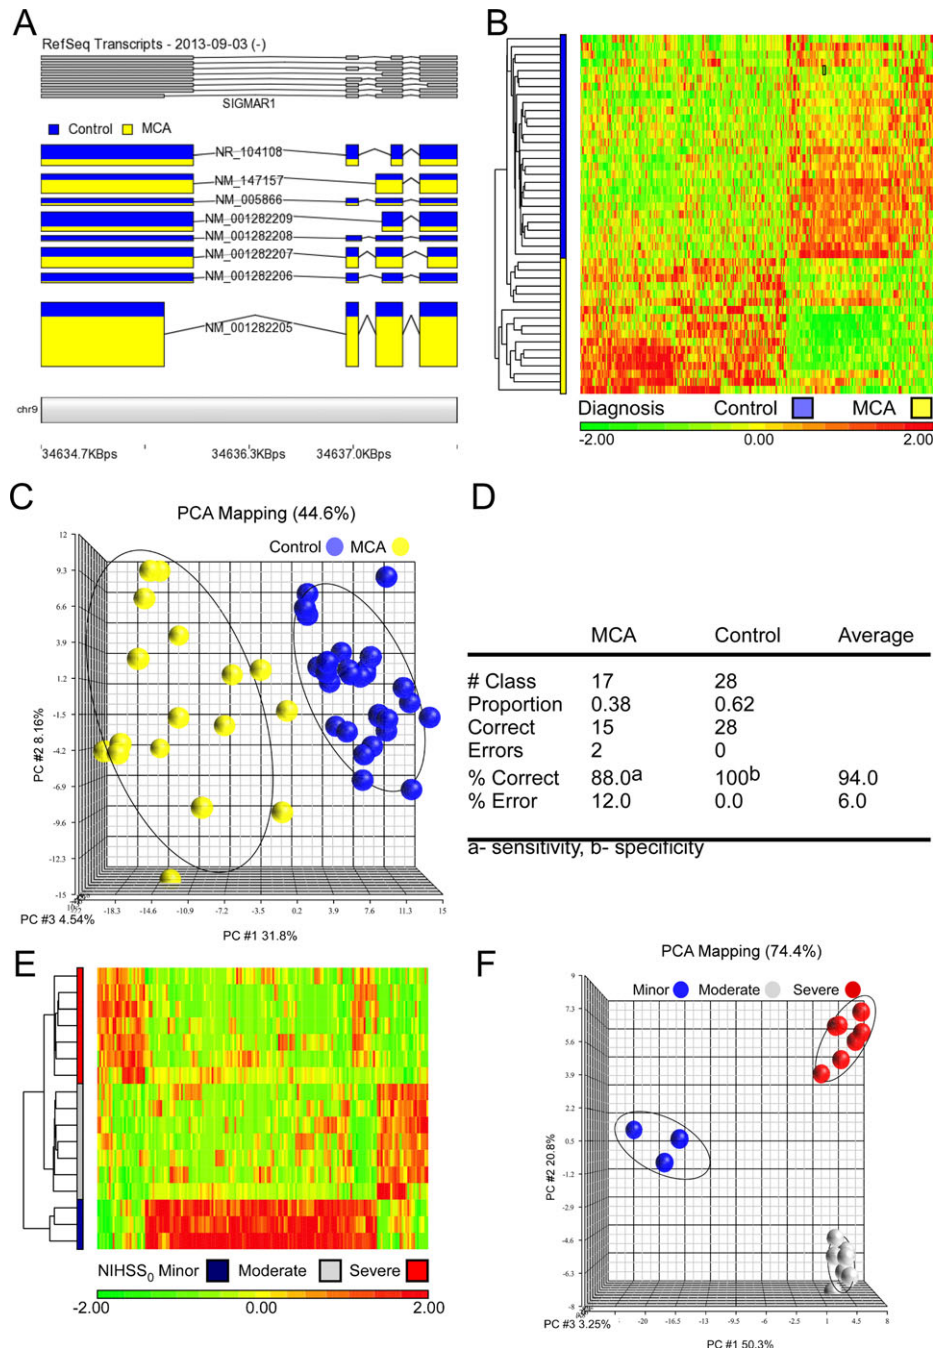 A
RefSeq Transcripts - 2013-09-03 (-)
SIGMAR1
Control MCA
NR_104108
NM_147157
NM_005866
NM_001282209
NM_001282208
NM_001282207
NM_001282206
NM_001282205
chr9
34634.7KBps 34636.3KBps 34637.0KBps
B
Diagnosis Control MCA
-2.00 0.00 2.00
C
PCA Mapping (44.6%)
Control MCA
12
9.3
6.6
3.9
1.2
-1.5
-4.2
-6.9
-9.6
-12.3
-15
PC #2 8.16%
PC #3 4.54%
-18.3 -14.6 -10.9 -7.2 -3.5 0.2 3.9 7.6 11.3 15
PC #1 31.8%
D
MCA Control Average
# Class 17 28
Proportion 0.38 0.62
Correct 15 28
Errors 2 0
% Correct 88.0a 100b 94.0
% Error 12.0 0.0 6.0
a- sensitivity, b- specificity
E
NIHSS0 Minor Moderate Severe
-2.00 0.00 2.00
F
PCA Mapping (74.4%)
Minor Moderate Severe
9
7.3
5.6
3.9
2.2
0.5
-1.2
-2.9
-4.6
-6.3
-8
PC #2 20.8%
PC #3 3.25%
-20 -16.5 -13 -9.5 -6 -2.5 1 4.5 8
PC #1 50.3%